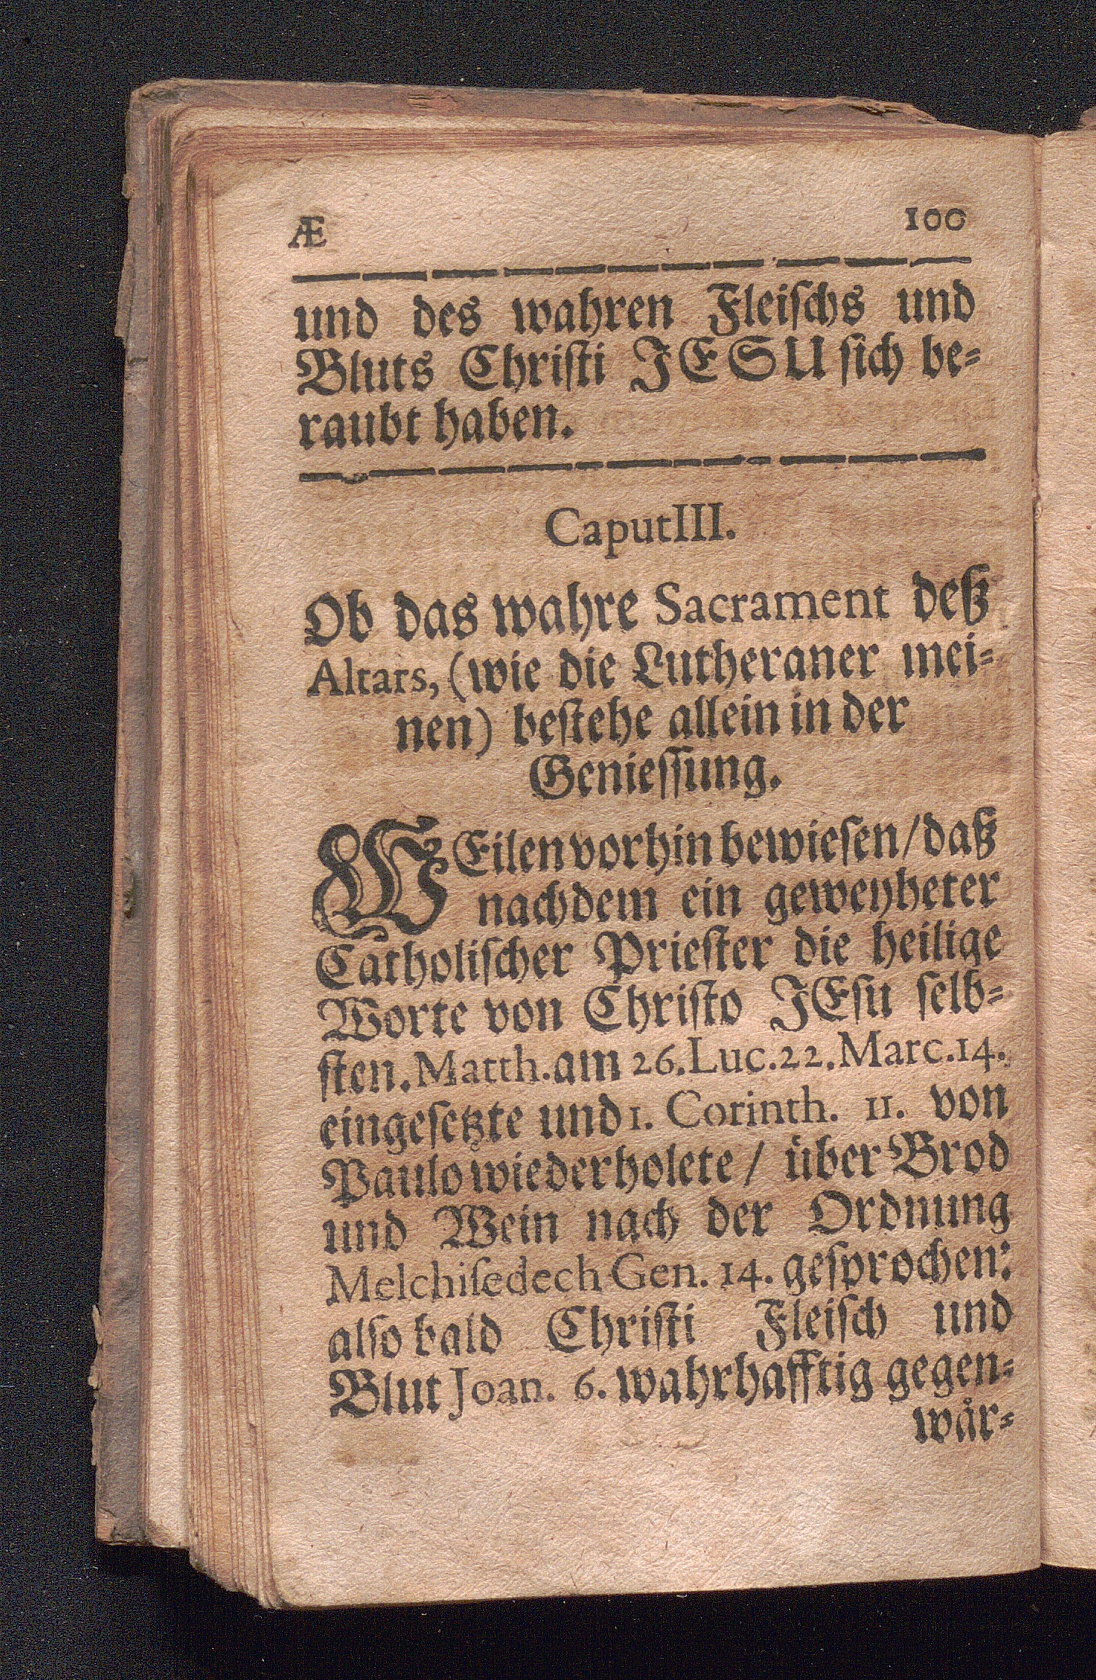 Æ 100
und des wahren Fleiſchs und
Bluts Chriſti JESU ſich be-
raubt haben.
Caput III.
Ob das wahre Sacrament deß
Altars, (wie die Lutheraner mei-
nen) beſtehe allein in der
Genieſſung.
WEilen vorhin bewieſen / daß
nachdem ein geweyheter
Catholiſcher Prieſter die heilige
Worte von Chriſto JEſu ſelb-
ſten. Matth. am 26. Luc. 22. Marc. 14.
eingeſetzte und 1. Corinth. 11. von
Paulo wiederholete / uͤber Brod
und Wein nach der Ordnung
Melchiſedech Gen. 14. geſprochen:
alſo bald Chriſti Fleiſch und
Blut Joan. 6. wahrhafftig gegen-
waͤr-